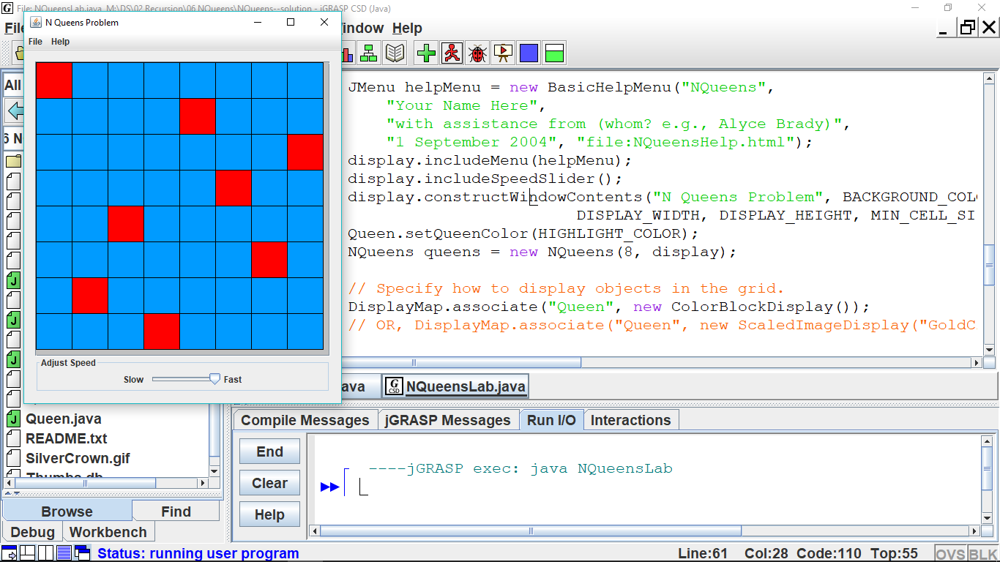 File: NQueensLab.java M:\DS\02 Recursion\06 NQueens\NQueens--solution - jGRASP CSD (Java)
N Queens Problem
File Help
Window Help
All
6 N
JMenu helpMenu = new BasicHelpMenu("NQueens",
"Your Name Here",
"with assistance from (whom? e.g., Alyce Brady)",
"1 September 2004", "file:NQueensHelp.html");
display.includeMenu(helpMenu);
display.includeSpeedSlider();
display.constructWindowContents("N Queens Problem", BACKGROUND_COL
DISPLAY_WIDTH, DISPLAY_HEIGHT, MIN_CELL_SI
Queen.setQueenColor(HIGHLIGHT_COLOR);
NQueens queens = new NQueens(8, display);
// Specify how to display objects in the grid.
DisplayMap.associate("Queen", new ColorBlockDisplay());
// OR, DisplayMap.associate("Queen", new ScaledImageDisplay("GoldC
Adjust Speed
Slow Fast
ava
G CSD NQueensLab.java
Queen.java
README.txt
SilverCrown.gif
Thumbs.db
Browse Find
Debug Workbench
Compile Messages jGRASP Messages Run I/O Interactions
End
Clear
Help
----jGRASP exec: java NQueensLab
Status: running user program
Line:61 Col:28 Code:110 Top:55 OVS BLK